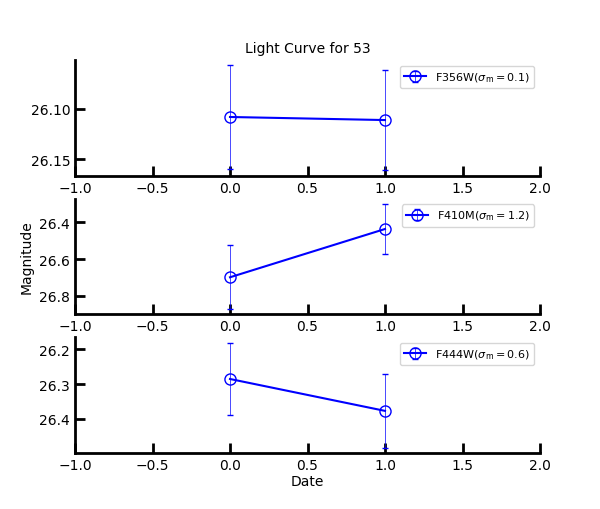 Light Curve for 53
F356W(σm = 0.1)
26.10
26.15
−1.0 −0.5 0.0 0.5 1.0 1.5 2.0
F410M(σm = 1.2)
26.4
26.6
26.8
Magnitude
−1.0 −0.5 0.0 0.5 1.0 1.5 2.0
F444W(σm = 0.6)
26.2
26.3
26.4
−1.0 −0.5 0.0 0.5 1.0 1.5 2.0
Date